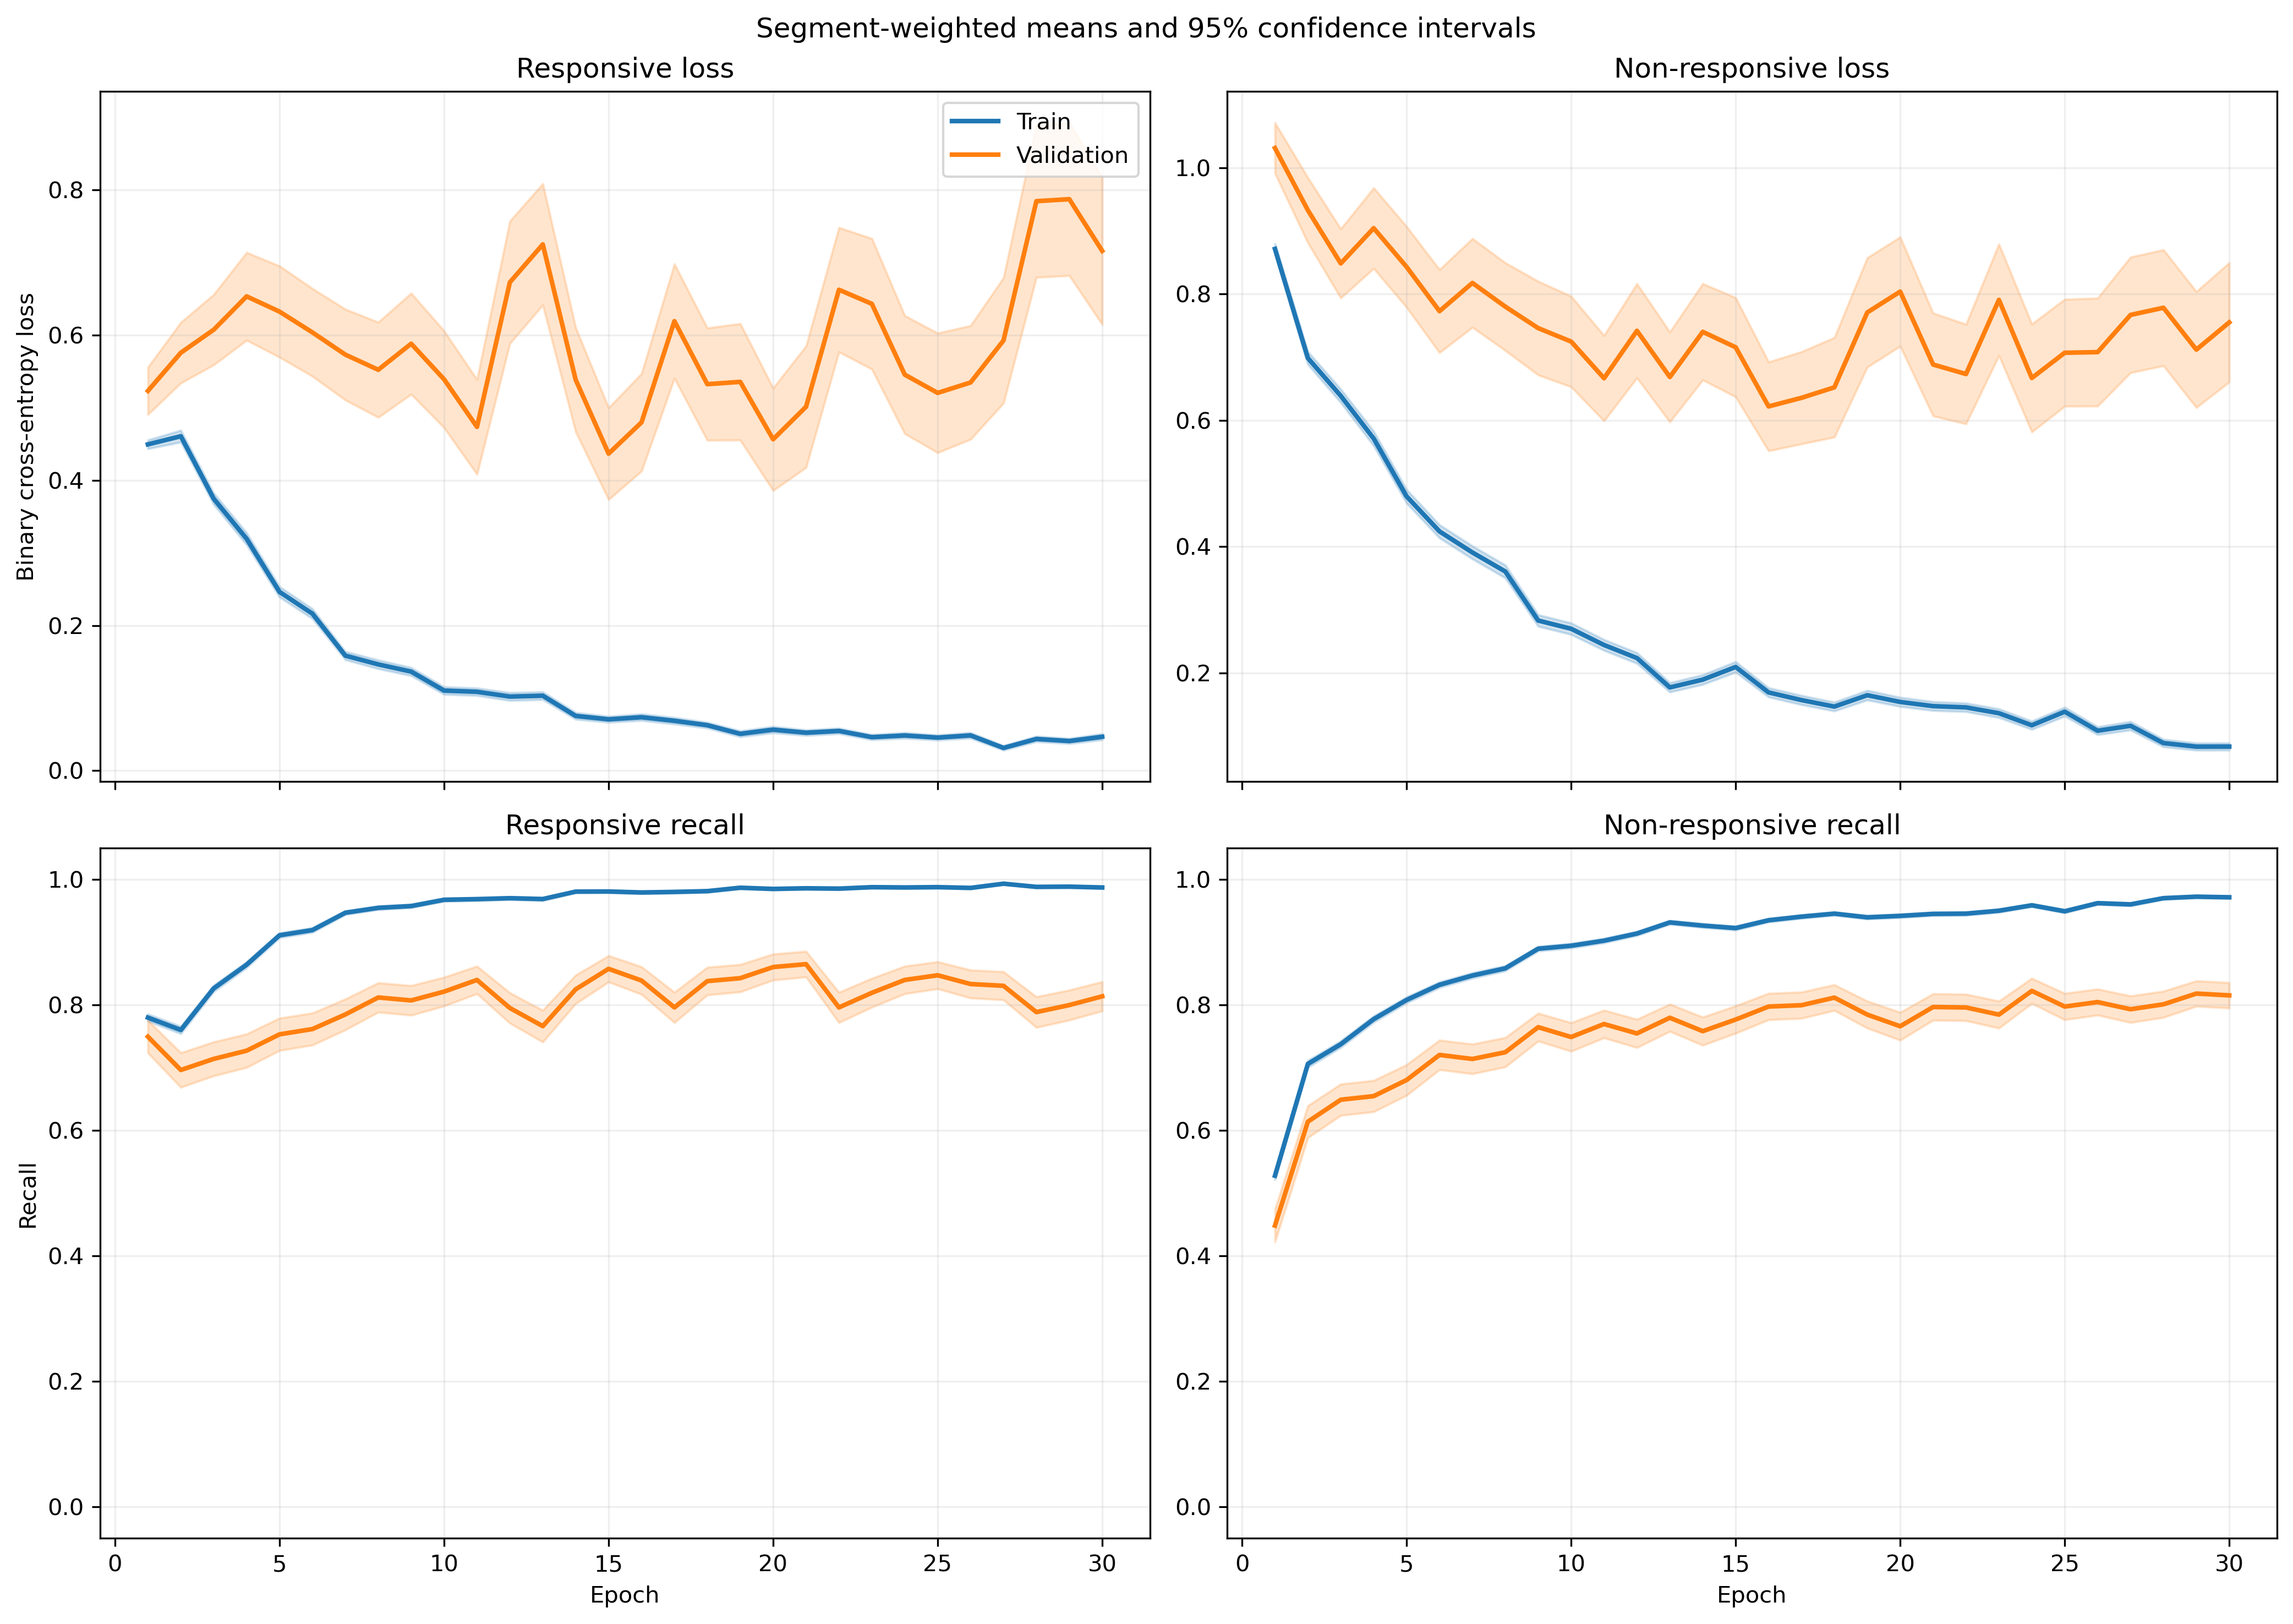 Segment-weighted means and 95% confidence intervals
Responsive loss
Non-responsive loss
Train
Validation
Binary cross-entropy loss
0.8
0.6
0.4
0.2
0.0
1.0
0.8
0.6
0.4
0.2
Responsive recall
Non-responsive recall
Recall
1.0
0.8
0.6
0.4
0.2
0.0
0 5 10 15 20 25 30
Epoch
1.0
0.8
0.6
0.4
0.2
0.0
0 5 10 15 20 25 30
Epoch